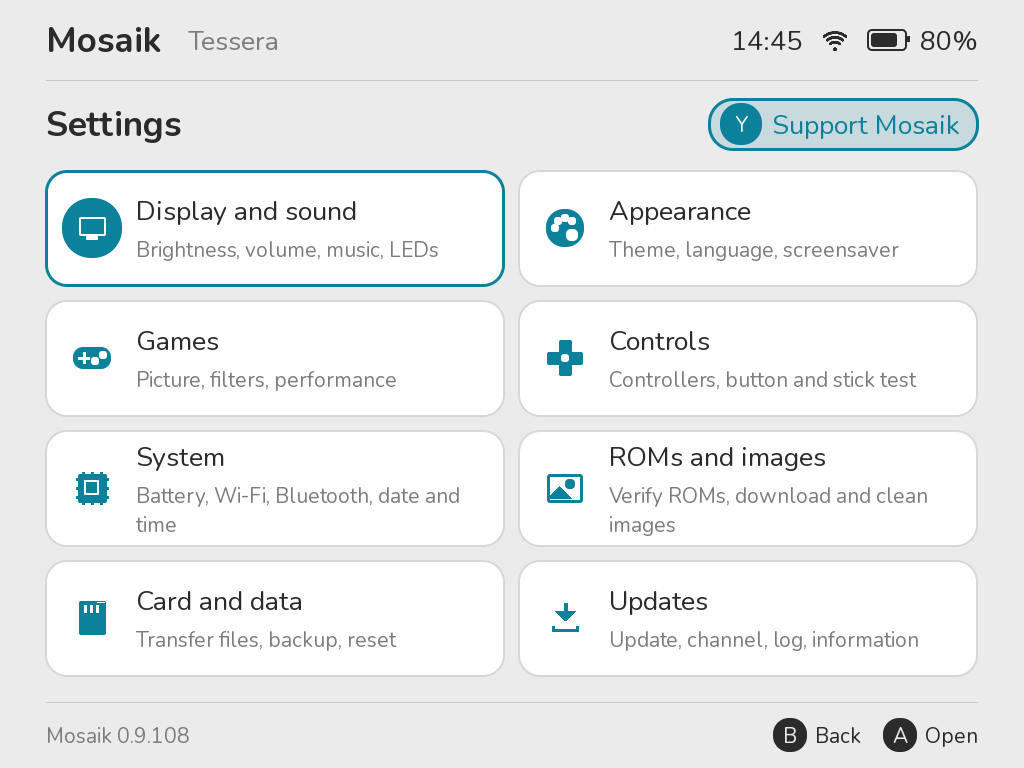 Mosaik Tessera 14:45 80%
Settings
Y Support Mosaik
Display and sound
Brightness, volume, music, LEDs
Appearance
Theme, language, screensaver
Games
Picture, filters, performance
Controls
Controllers, button and stick test
System
Battery, Wi-Fi, Bluetooth, date and
time
ROMs and images
Verify ROMs, download and clean
images
Card and data
Transfer files, backup, reset
Updates
Update, channel, log, information
Mosaik 0.9.108
B Back A Open